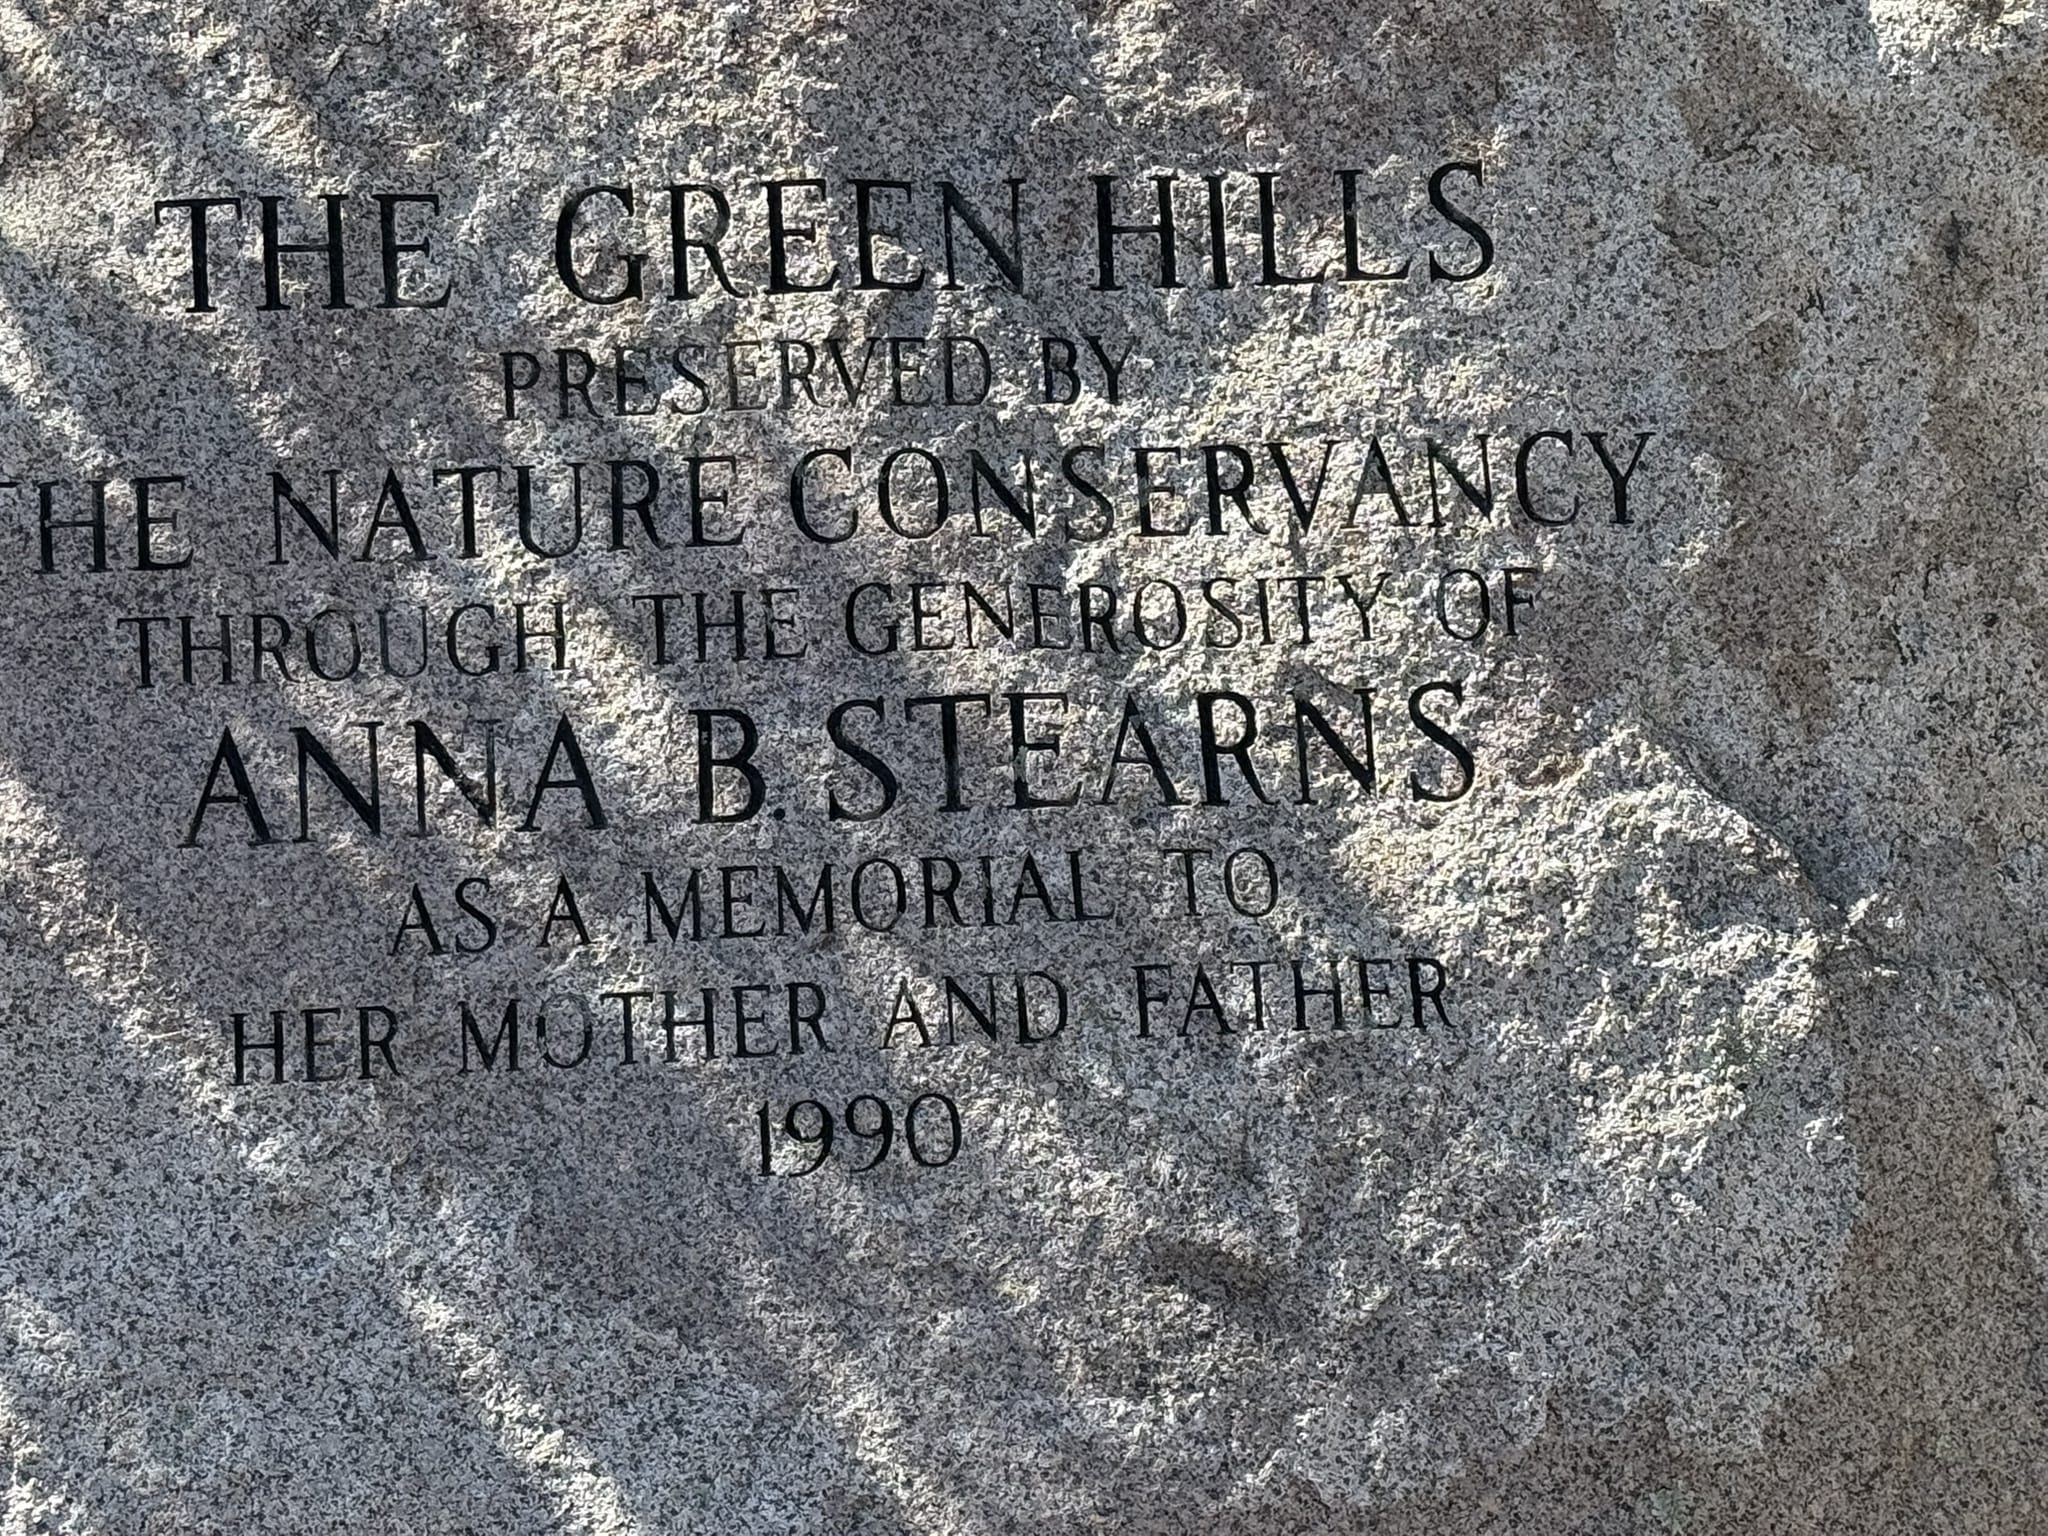 THE GREEN HILLS
PRESERVED BY
THE NATURE CONSERVANCY
THROUGH THE GENEROSITY OF
ANNA B. STEARNS
AS A MEMORIAL TO
HER MOTHER AND FATHER
1990